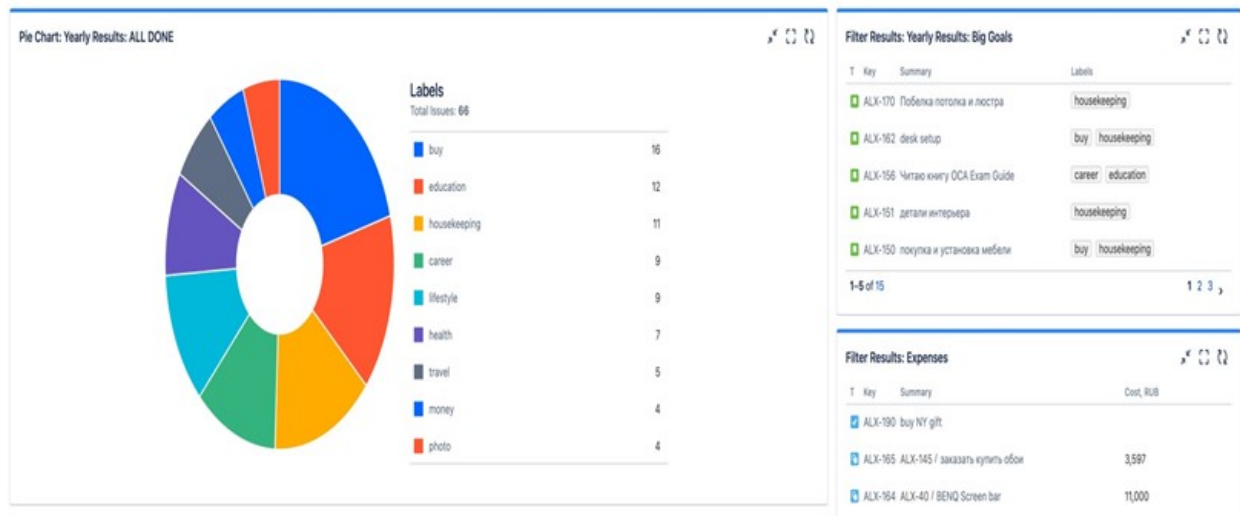 Pie Chart: Yearly Results: ALL DONE
Labels
Total Issues: 66
buy 16
education 12
housekeeping 11
career 9
lifestyle 9
health 7
travel 5
money 4
photo 4
Filter Results: Yearly Results: Big Goals
T Key Summary Labels
ALX-170 Побелка потолка и люстра housekeeping
ALX-162 desk setup buy housekeeping
ALX-156 Читаю книгу OCA Exam Guide career education
ALX-151 детали интерьера housekeeping
ALX-150 покупка и установка мебели buy housekeeping
1–5 of 15 1 2 3 ›
Filter Results: Expenses
T Key Summary Cost, RUB
ALX-190 buy NY gift
ALX-165 ALX-145 / заказать купить обои 3,597
ALX-164 ALX-40 / BENQ Screen bar 11,000